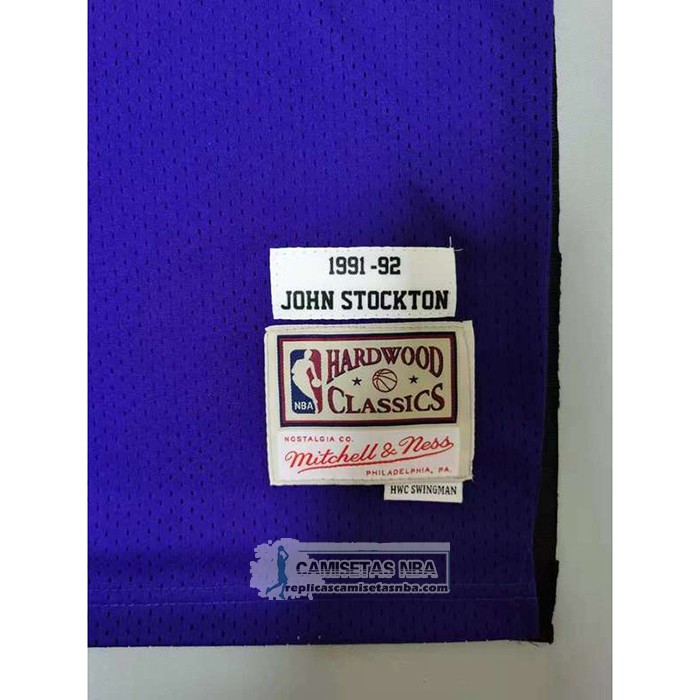 1991-92
JOHN STOCKTON
NBA
HARDWOOD
CLASSICS
NOSTALGIA CO.
Mitchell & Ness
PHILADELPHIA, PA.
HWC SWINGMAN
CAMISETAS NBA
replicascamisetasnba.com